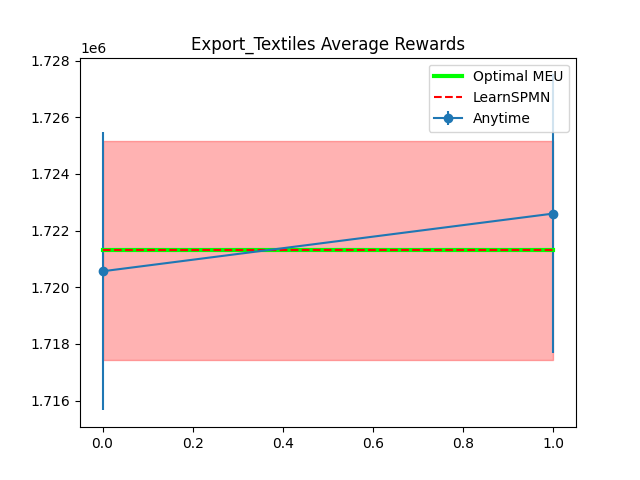 Export_Textiles Average Rewards
1e6
1.728
1.726
1.724
1.722
1.720
1.718
1.716
0.0 0.2 0.4 0.6 0.8 1.0
Optimal MEU
LearnSPMN
Anytime